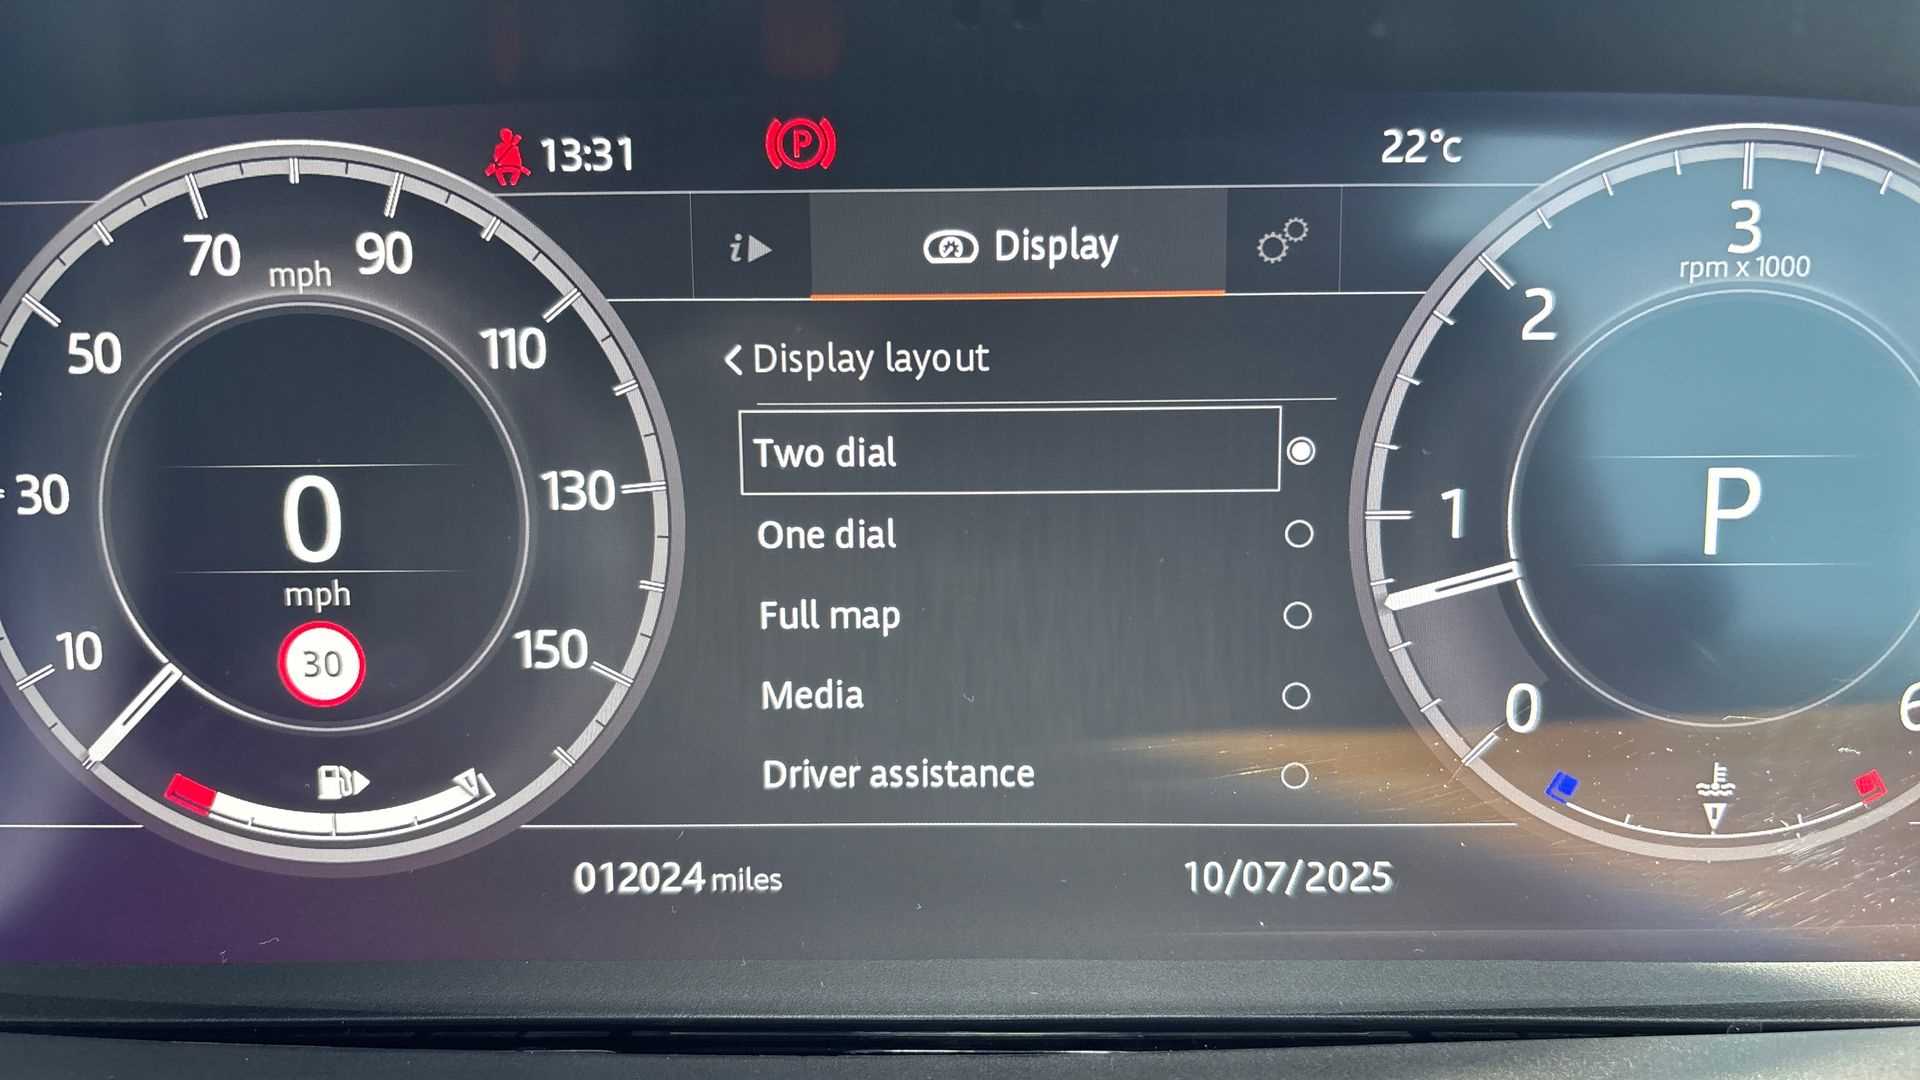 13:31
22°C
i
Display
70
mph
90
50
110
30
130
0
mph
10
30
150
Display layout
Two dial
One dial
Full map
Media
Driver assistance
3
rpm x 1000
2
1
P
0
6
P
012024 miles
10/07/2025